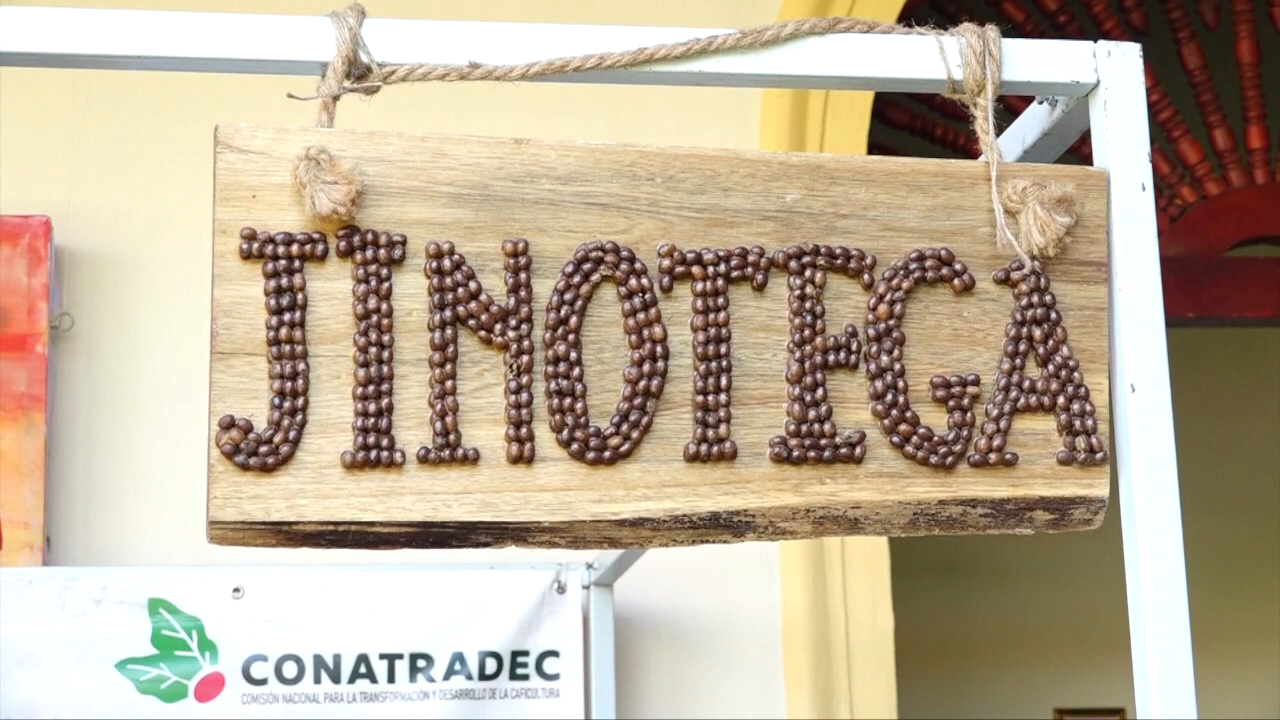 JINOTEGA
CONATRADEC
COMISIÓN NACIONAL PARA LA TRANSFORMACIÓN Y DESARROLLO DE LA CAFICULTURA